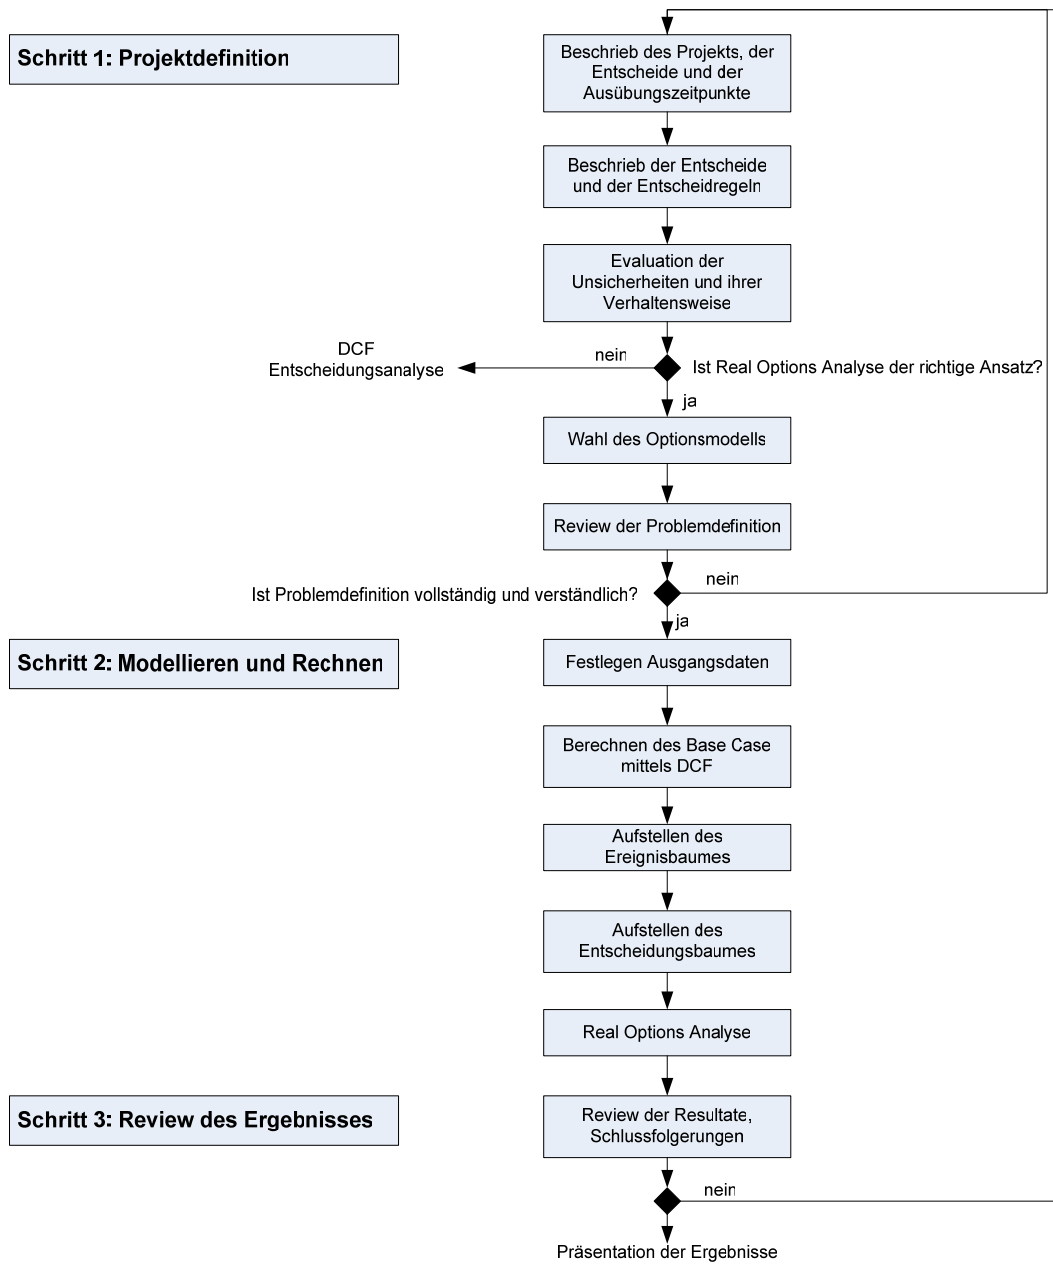 Schritt 1: Projektdefinition
Beschrieb des Projekts, der
Entscheide und der
Ausübungszeitpunkte
Beschrieb der Entscheide
und der Entscheidregeln
Evaluation der
Unsicherheiten und ihrer
Verhaltensweise
DCF
Entscheidungsanalyse
nein
Ist Real Options Analyse der richtige Ansatz?
ja
Wahl des Optionsmodells
Review der Problemdefinition
Ist Problemdefinition vollständig und verständlich?
nein
ja
Schritt 2: Modellieren und Rechnen
Festlegen Ausgangsdaten
Berechnen des Base Case
mittels DCF
Aufstellen des
Ereignisbaumes
Aufstellen des
Entscheidungsbaumes
Real Options Analyse
Schritt 3: Review des Ergebnisses
Review der Resultate,
Schlussfolgerungen
nein
Präsentation der Ergebnisse